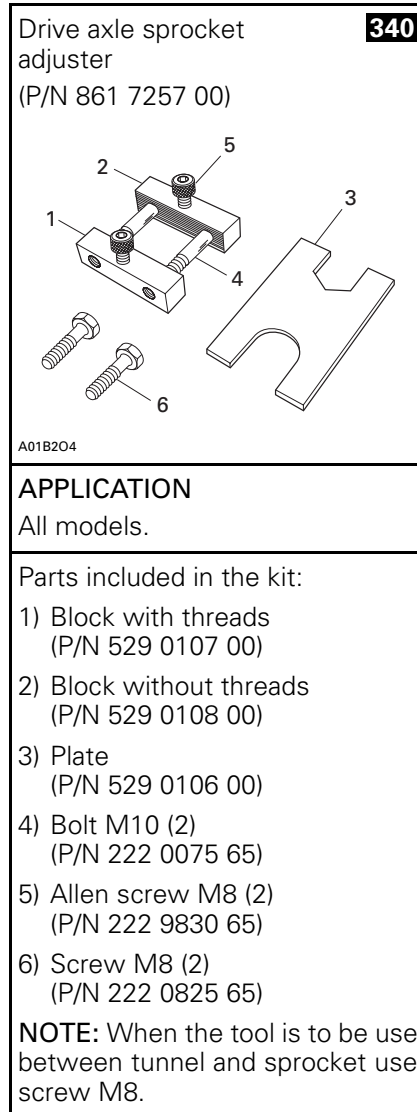 Drive axle sprocket 340
adjuster
(P/N 861 7257 00)
5
2
3
1
4
6
A01B2O4
APPLICATION
All models.
Parts included in the kit:
1) Block with threads
(P/N 529 0107 00)
2) Block without threads
(P/N 529 0108 00)
3) Plate
(P/N 529 0106 00)
4) Bolt M10 (2)
(P/N 222 0075 65)
5) Allen screw M8 (2)
(P/N 222 9830 65)
6) Screw M8 (2)
(P/N 222 0825 65)
NOTE: When the tool is to be use
between tunnel and sprocket use
screw M8.